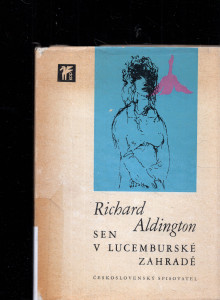 Richard
Aldington
SEN
V LUCEMBURSKÉ
ZAHRADĚ
ČESKOSLOVENSKÝ SPISOVATEL